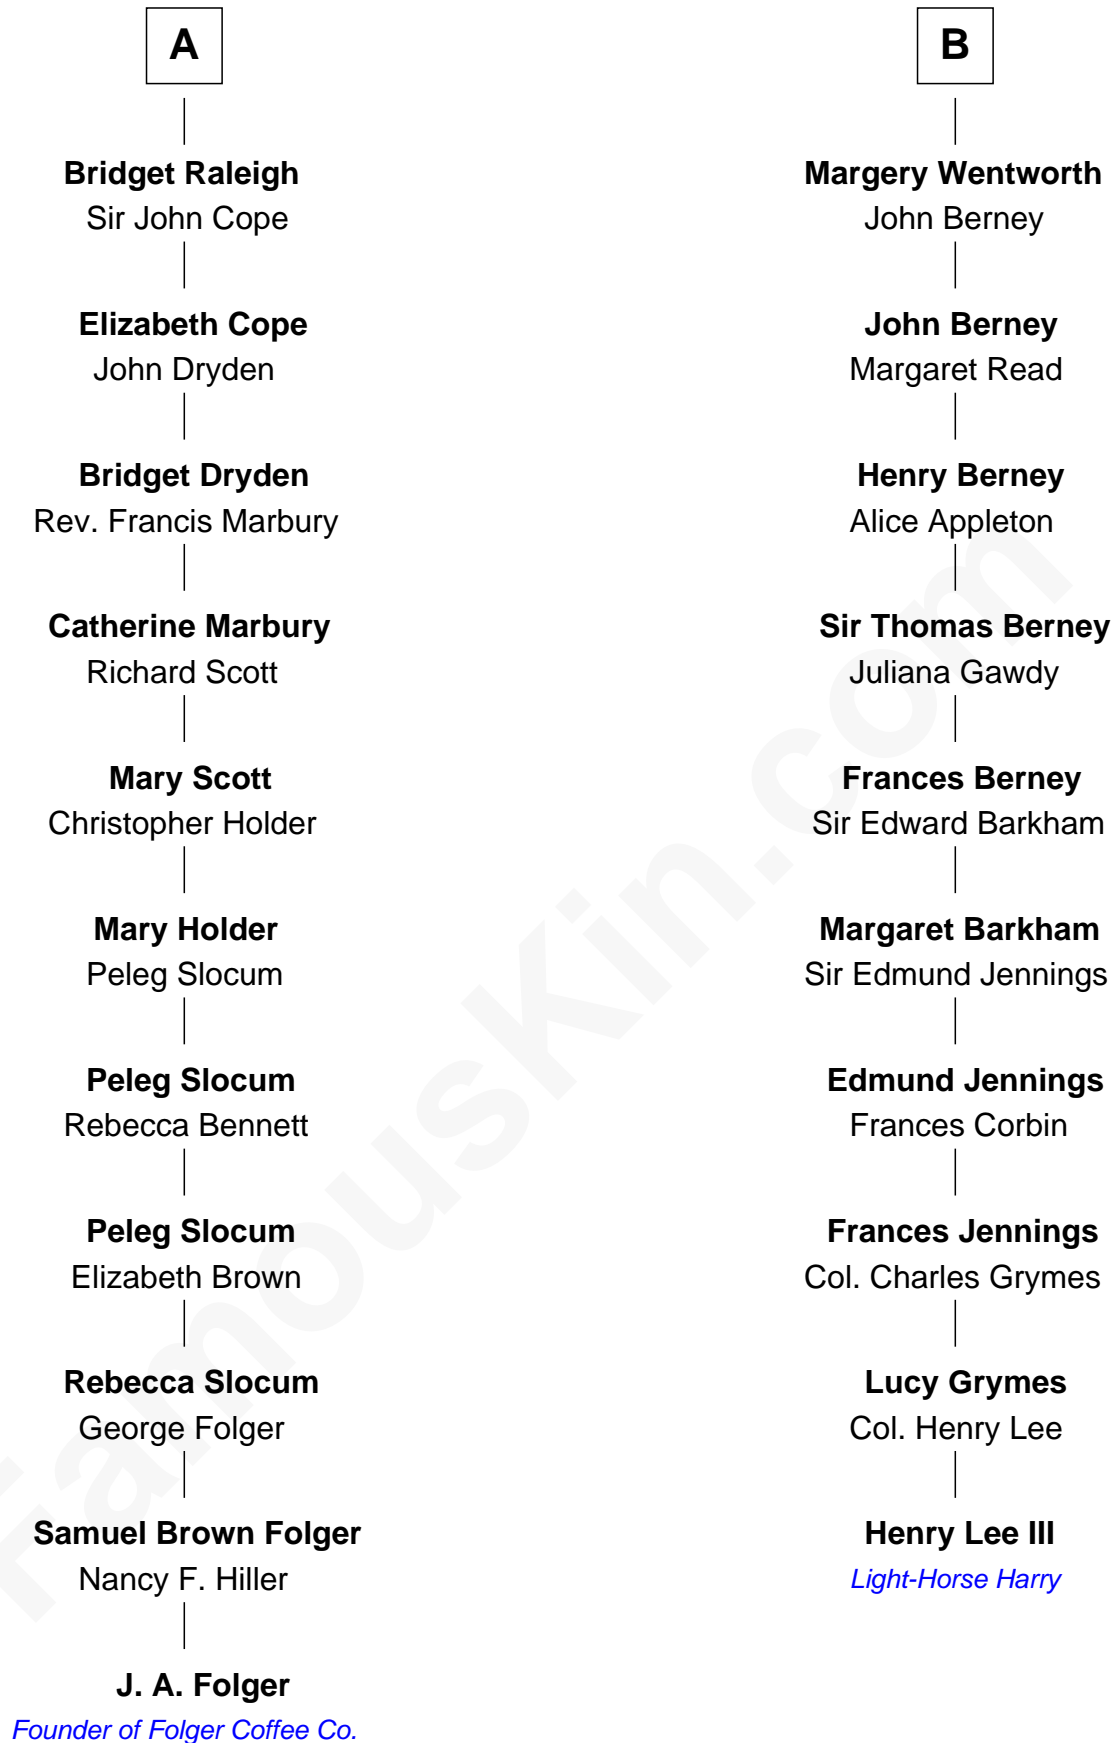 A
Bridget Raleigh
Sir John Cope
Elizabeth Cope
John Dryden
Bridget Dryden
Rev. Francis Marbury
Catherine Marbury
Richard Scott
Mary Scott
Christopher Holder
Mary Holder
Peleg Slocum
Peleg Slocum
Rebecca Bennett
Peleg Slocum
Elizabeth Brown
Rebecca Slocum
George Folger
Samuel Brown Folger
Nancy F. Hiller
J. A. Folger
Founder of Folger Coffee Co.
B
Margery Wentworth
John Berney
John Berney
Margaret Read
Henry Berney
Alice Appleton
Sir Thomas Berney
Juliana Gawdy
Frances Berney
Sir Edward Barkham
Margaret Barkham
Sir Edmund Jennings
Edmund Jennings
Frances Corbin
Frances Jennings
Col. Charles Grymes
Lucy Grymes
Col. Henry Lee
Henry Lee III
Light-Horse Harry
FamousKin.com